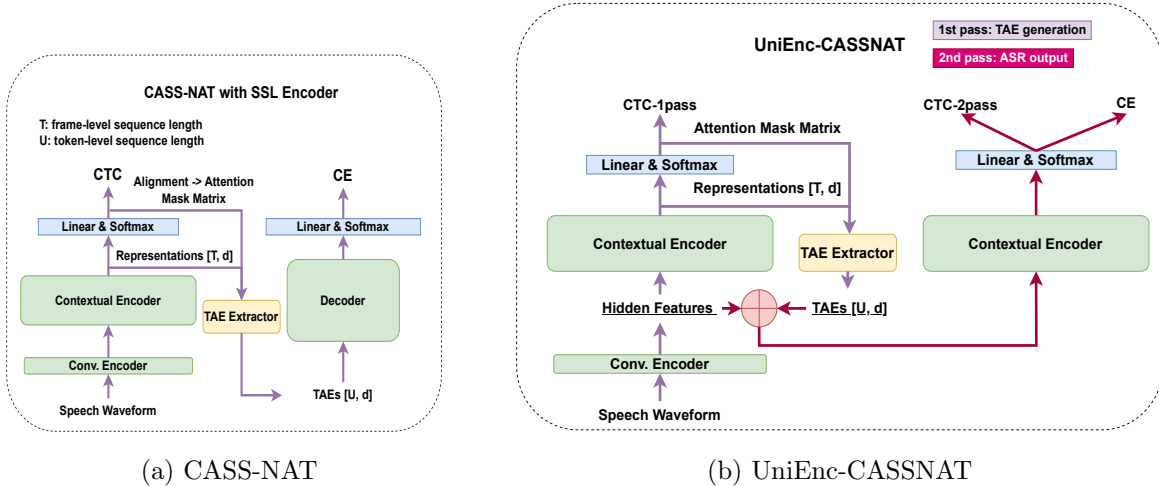 CASS-NAT with SSL Encoder
T: frame-level sequence length
U: token-level sequence length
CTC
Alignment -> Attention
Mask Matrix
CE
Linear & Softmax
Linear & Softmax
Representations [T, d]
Contextual Encoder
TAE Extractor
Decoder
Conv. Encoder
TAEs [U, d]
Speech Waveform
(a) CASS-NAT
UniEnc-CASSNAT
1st pass: TAE generation
2nd pass: ASR output
CTC-1pass
Attention Mask Matrix
CTC-2pass
CE
Linear & Softmax
Linear & Softmax
Representations [T, d]
Contextual Encoder
TAE Extractor
Contextual Encoder
Hidden Features
TAEs [U, d]
Conv. Encoder
Speech Waveform
(b) UniEnc-CASSNAT